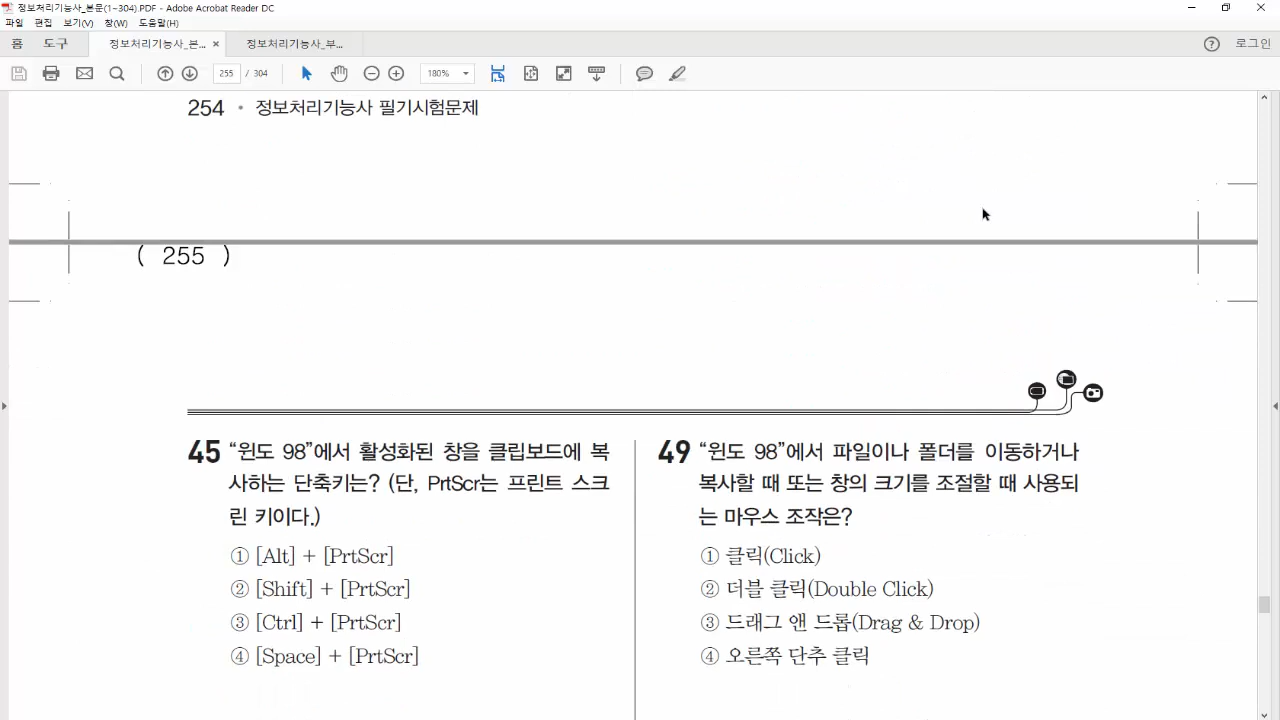 정보처리기능사_본문(1~304).PDF - Adobe Acrobat Reader DC
파일 편집 보기(V) 창(W) 도움말(H)
홈 도구 정보처리기능사_본... × 정보처리기능사_부... 로그인
255 / 304 180%
254 • 정보처리기능사 필기시험문제
( 255 )
45 “윈도 98”에서 활성화된 창을 클립보드에 복
사하는 단축키는? (단, PrtScr는 프린트 스크
린 키이다.)
① [Alt] + [PrtScr]
② [Shift] + [PrtScr]
③ [Ctrl] + [PrtScr]
④ [Space] + [PrtScr]
49 “윈도 98”에서 파일이나 폴더를 이동하거나
복사할 때 또는 창의 크기를 조절할 때 사용되
는 마우스 조작은?
① 클릭(Click)
② 더블 클릭(Double Click)
③ 드래그 앤 드롭(Drag & Drop)
④ 오른쪽 단추 클릭